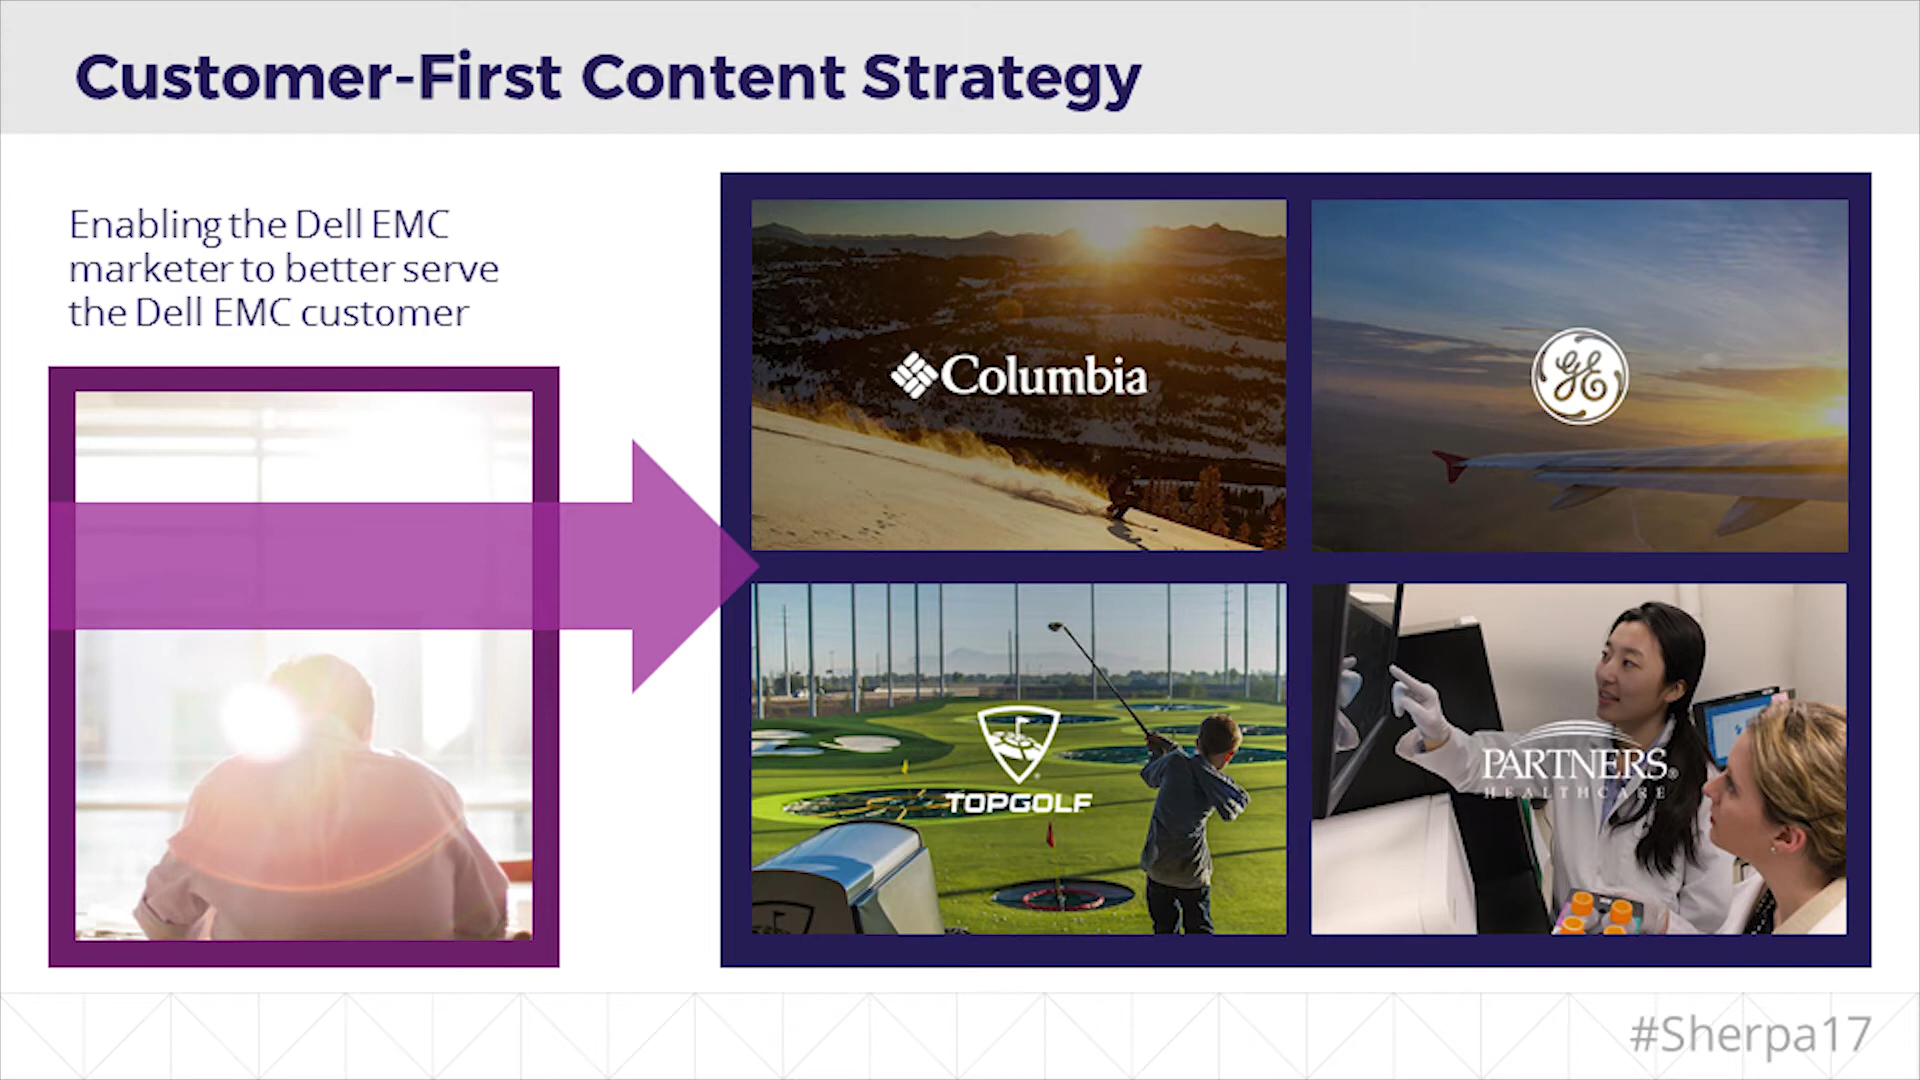 Customer-First Content Strategy
Enabling the Dell EMC
marketer to better serve
the Dell EMC customer
Columbia
GE
TOPGOLF
PARTNERS®
HEALTHCARE
#Sherpa17